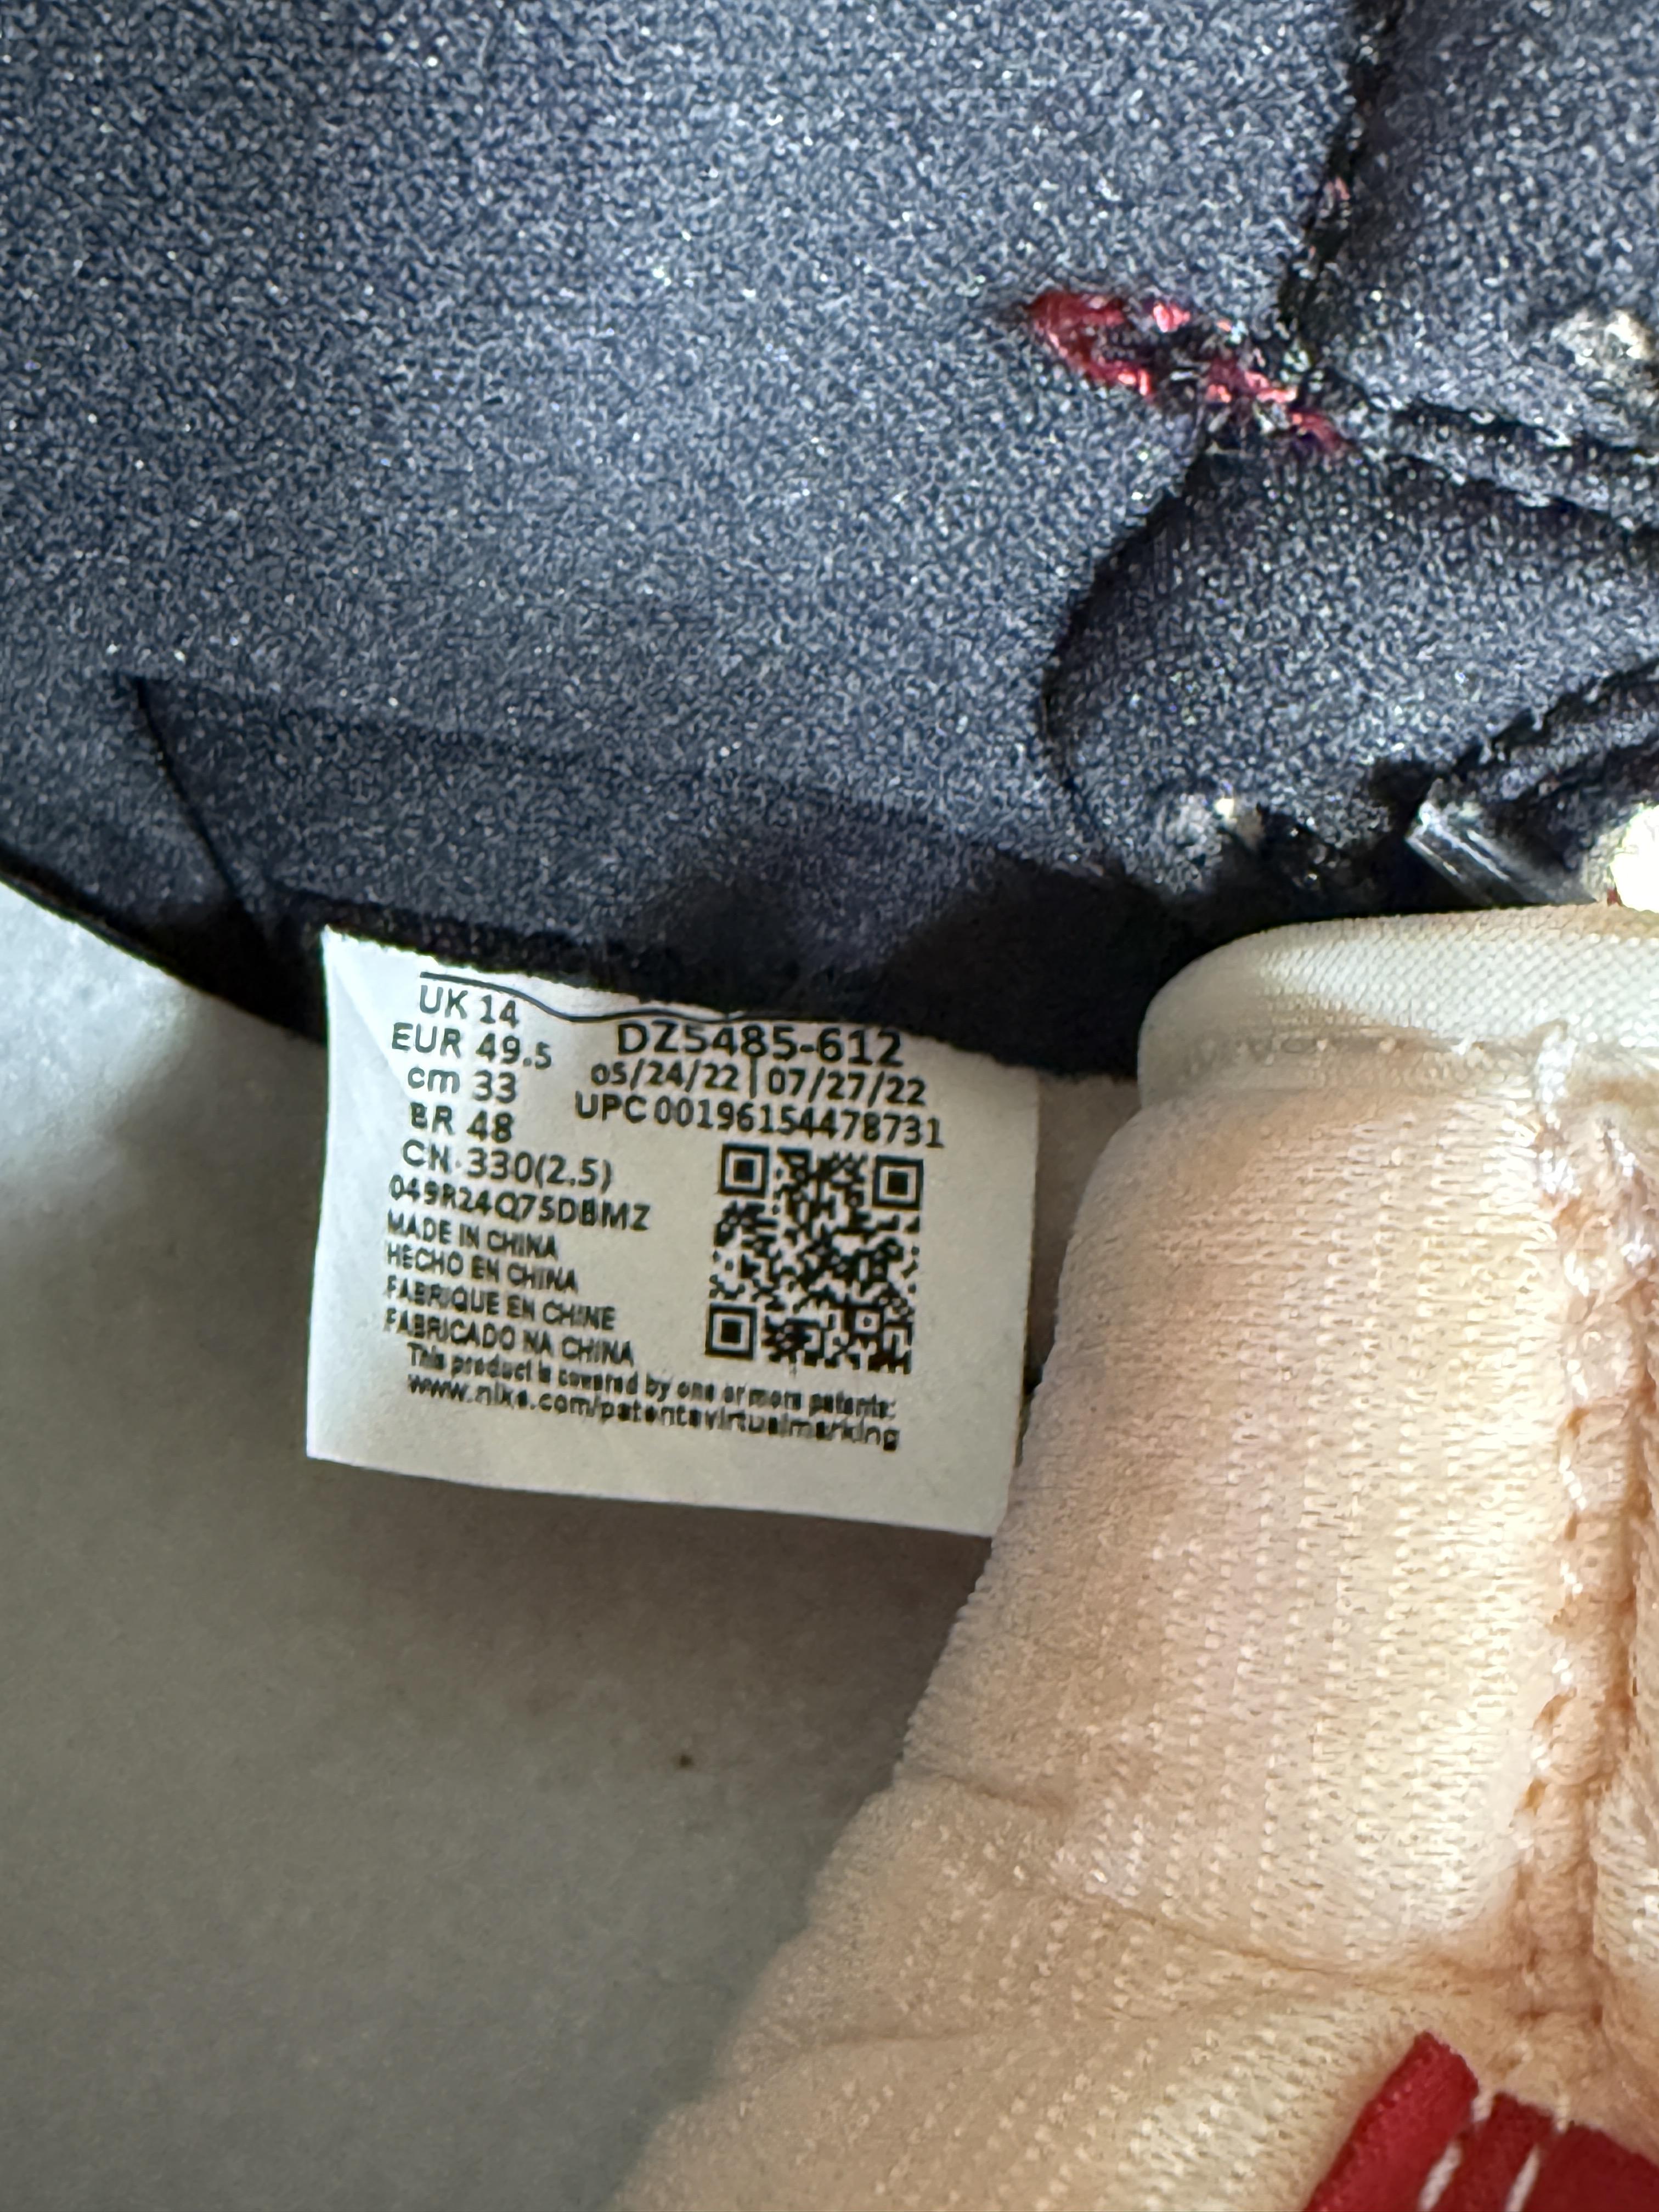 UK 14
EUR 49.5
cm 33
BR 48
CN 330(2.5)
049R24Q75DBMZ
MADE IN CHINA
HECHO EN CHINA
FABRIQUE EN CHINE
FABRICADO NA CHINA
DZ5485-612
05/24/22 | 07/27/22
UPC 00196154478731
This product is covered by one or more patents:
www.nike.com/patentsvirtualmarking